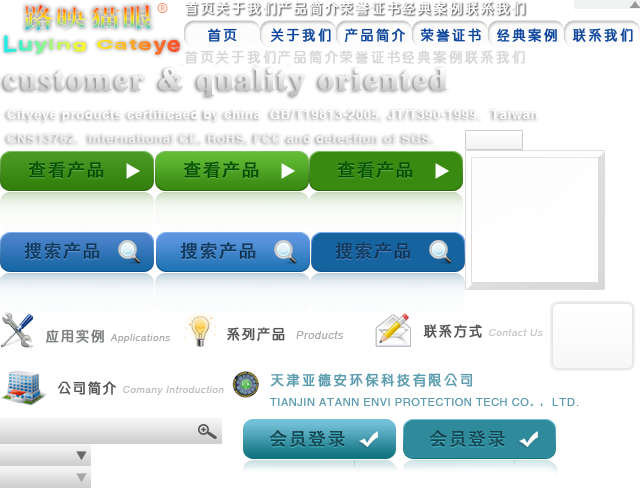 首页关于我们产品简介荣誉证书经典案例联系我们
路映貓眼®
首页 关于我们 产品简介 荣誉证书 经典案例 联系我们
Luying Cateye
首页关于我们产品简介荣誉证书经典案例联系我们
customer & quality oriented
Cityeye products certificaed by china GB/T19813-2005, JT/T390-1999、Taiwan
CNS13762、International CE, RoHS, FCC and detection of SGS.
查看产品 查看产品 查看产品
搜索产品 搜索产品 搜索产品
应用实例 Applications 系列产品 Products 联系方式 Contact Us
公司简介 Comany Introduction
天津亚德安环保科技有限公司
TIANJIN ATANN ENVI PROTECTION TECH CO.，LTD.
会员登录 会员登录